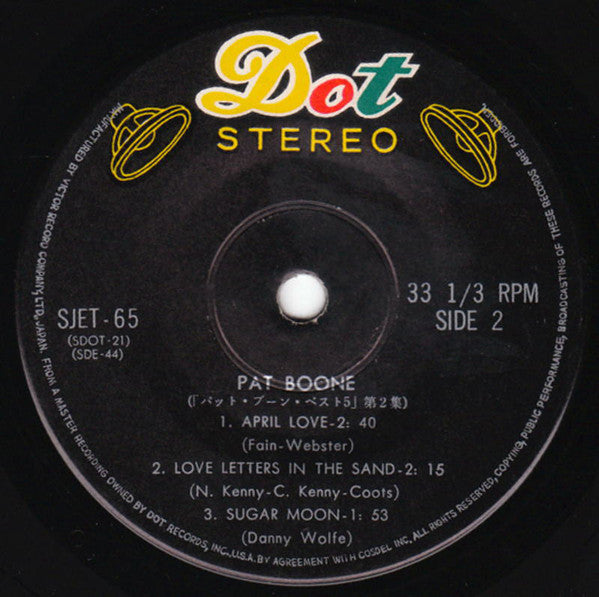 Dot
STEREO
33 1/3 RPM
SIDE 2
SJET-65
(SDOT-21)
(SDE-44)
PAT BOONE
(「パット・ブーン・ベスト5」第2集)
1. APRIL LOVE-2: 40
(Fain-Webster)
2. LOVE LETTERS IN THE SAND-2: 15
(N. Kenny-C. Kenny-Coots)
3. SUGAR MOON-1: 53
(Danny Wolfe)
MANUFACTURED BY VICTOR RECORD COMPANY, LTD. JAPAN. FROM A MASTER RECORDING OWNED BY DOT RECORDS, INC., U.S.A. BY AGREEMENT WITH COSDEL INC. ALL RIGHTS RESERVED, COPYING, PUBLIC PERFORMANCE, BROADCASTING OF THESE RECORDS ARE FORBIDDEN.